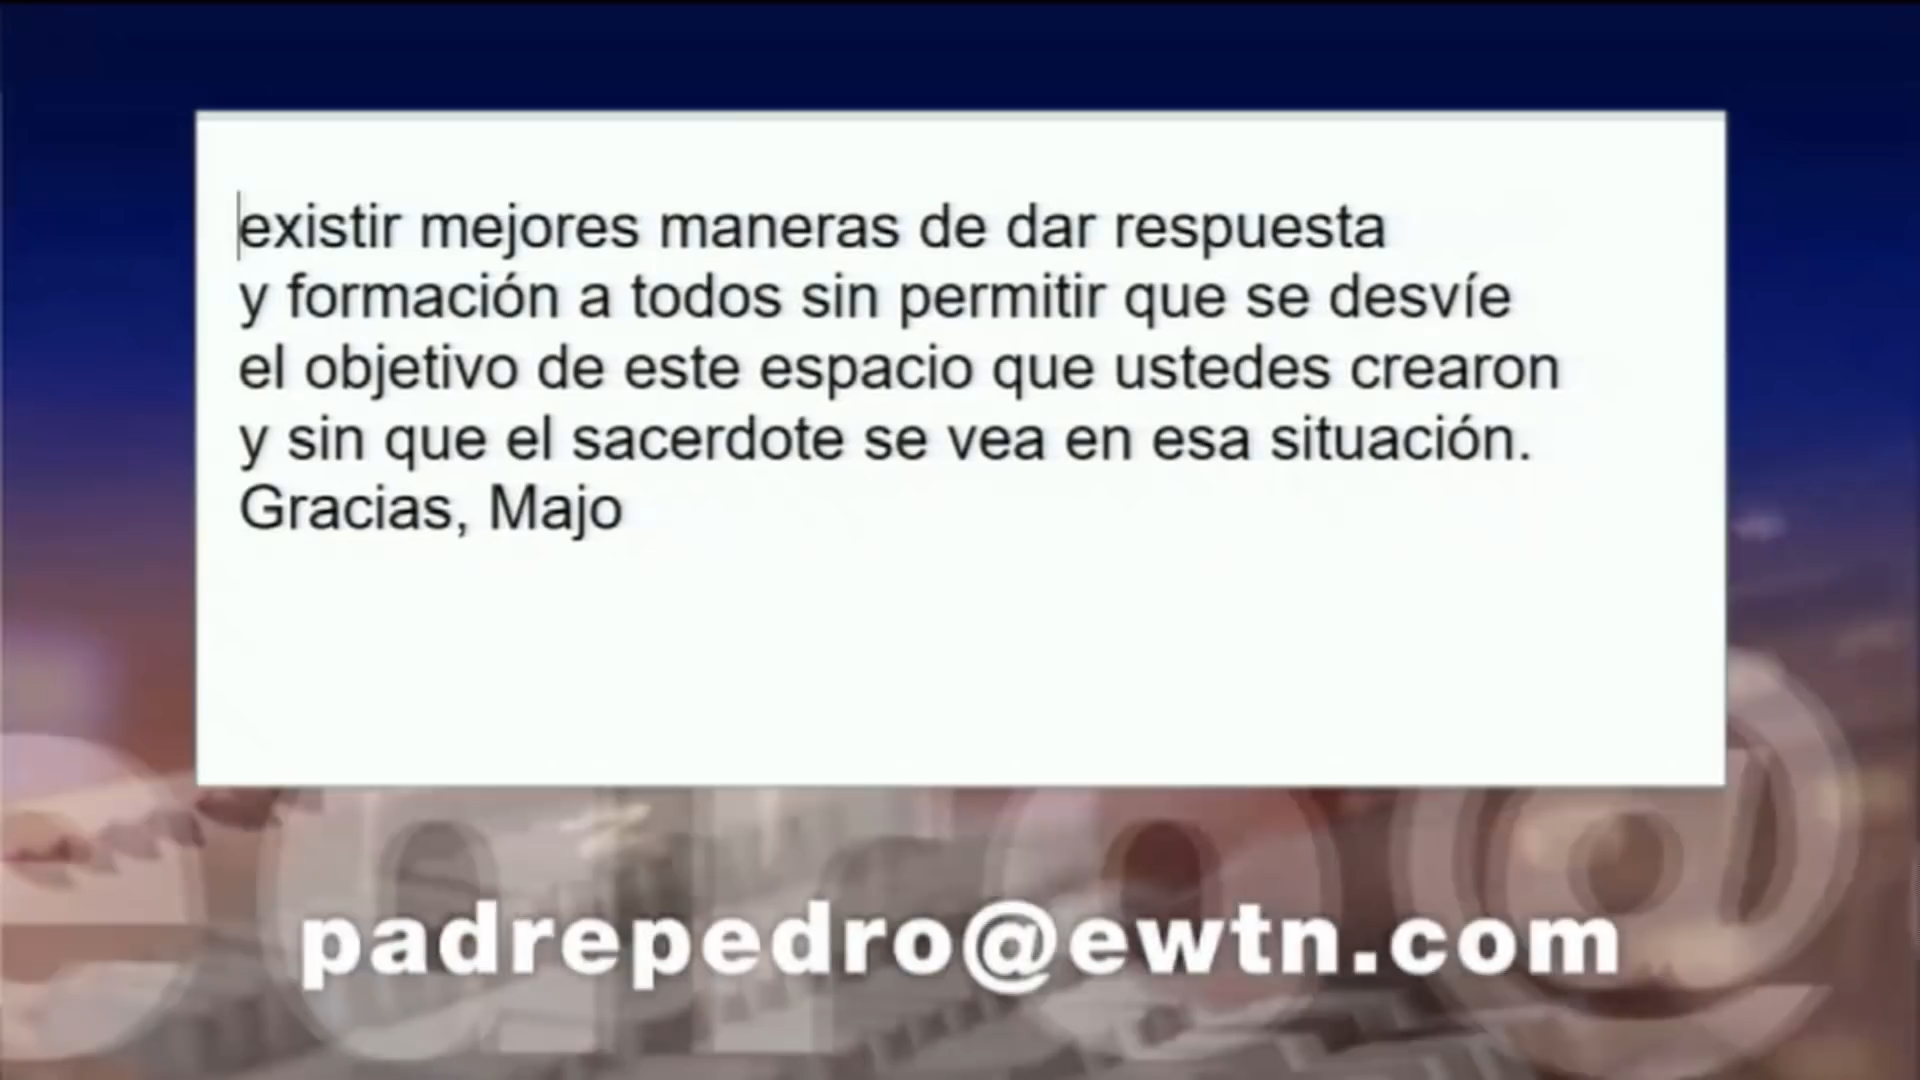 existir mejores maneras de dar respuesta
y formación a todos sin permitir que se desvíe
el objetivo de este espacio que ustedes crearon
y sin que el sacerdote se vea en esa situación.
Gracias, Majo
padrepedro@ewtn.com